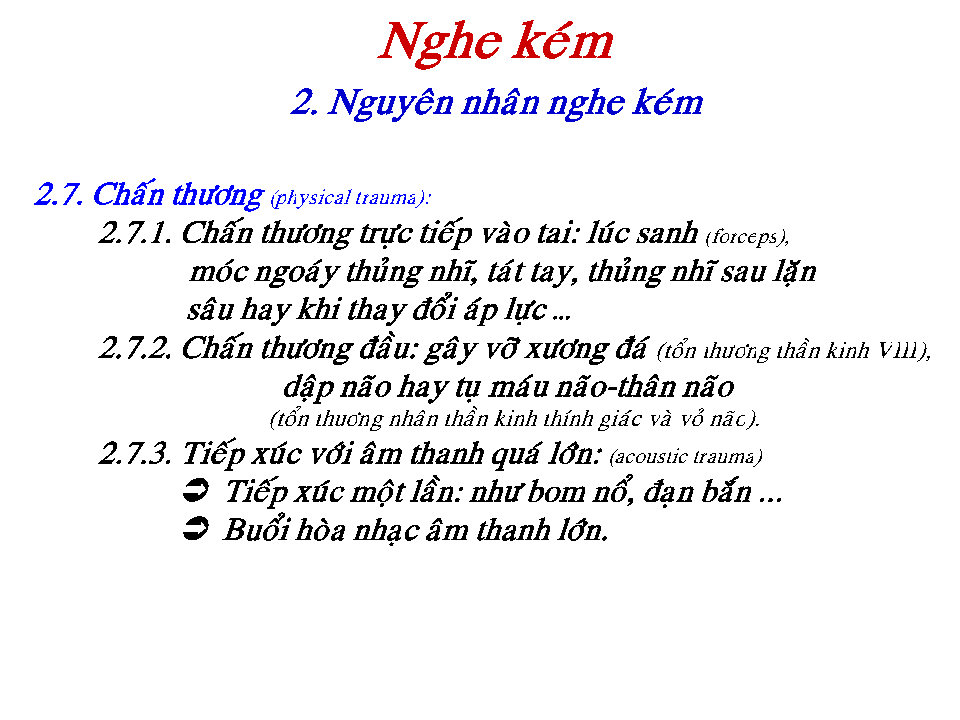 Nghe kém
2. Nguyên nhân nghe kém
2.7. Chấn thương (physical trauma):
2.7.1. Chấn thương trực tiếp vào tai: lúc sanh (forceps),
móc ngoáy thủng nhĩ, tát tay, thủng nhĩ sau lặn
sâu hay khi thay đổi áp lực ...
2.7.2. Chấn thương đầu: gây vỡ xương đá (tổn thương thần kinh VIII),
dập não hay tụ máu não-thân não
(tổn thuơng nhân thần kinh thính giác và vỏ não).
2.7.3. Tiếp xúc với âm thanh quá lớn: (acoustic trauma)
➲ Tiếp xúc một lần: như bom nổ, đạn bắn ...
➲ Buổi hòa nhạc âm thanh lớn.